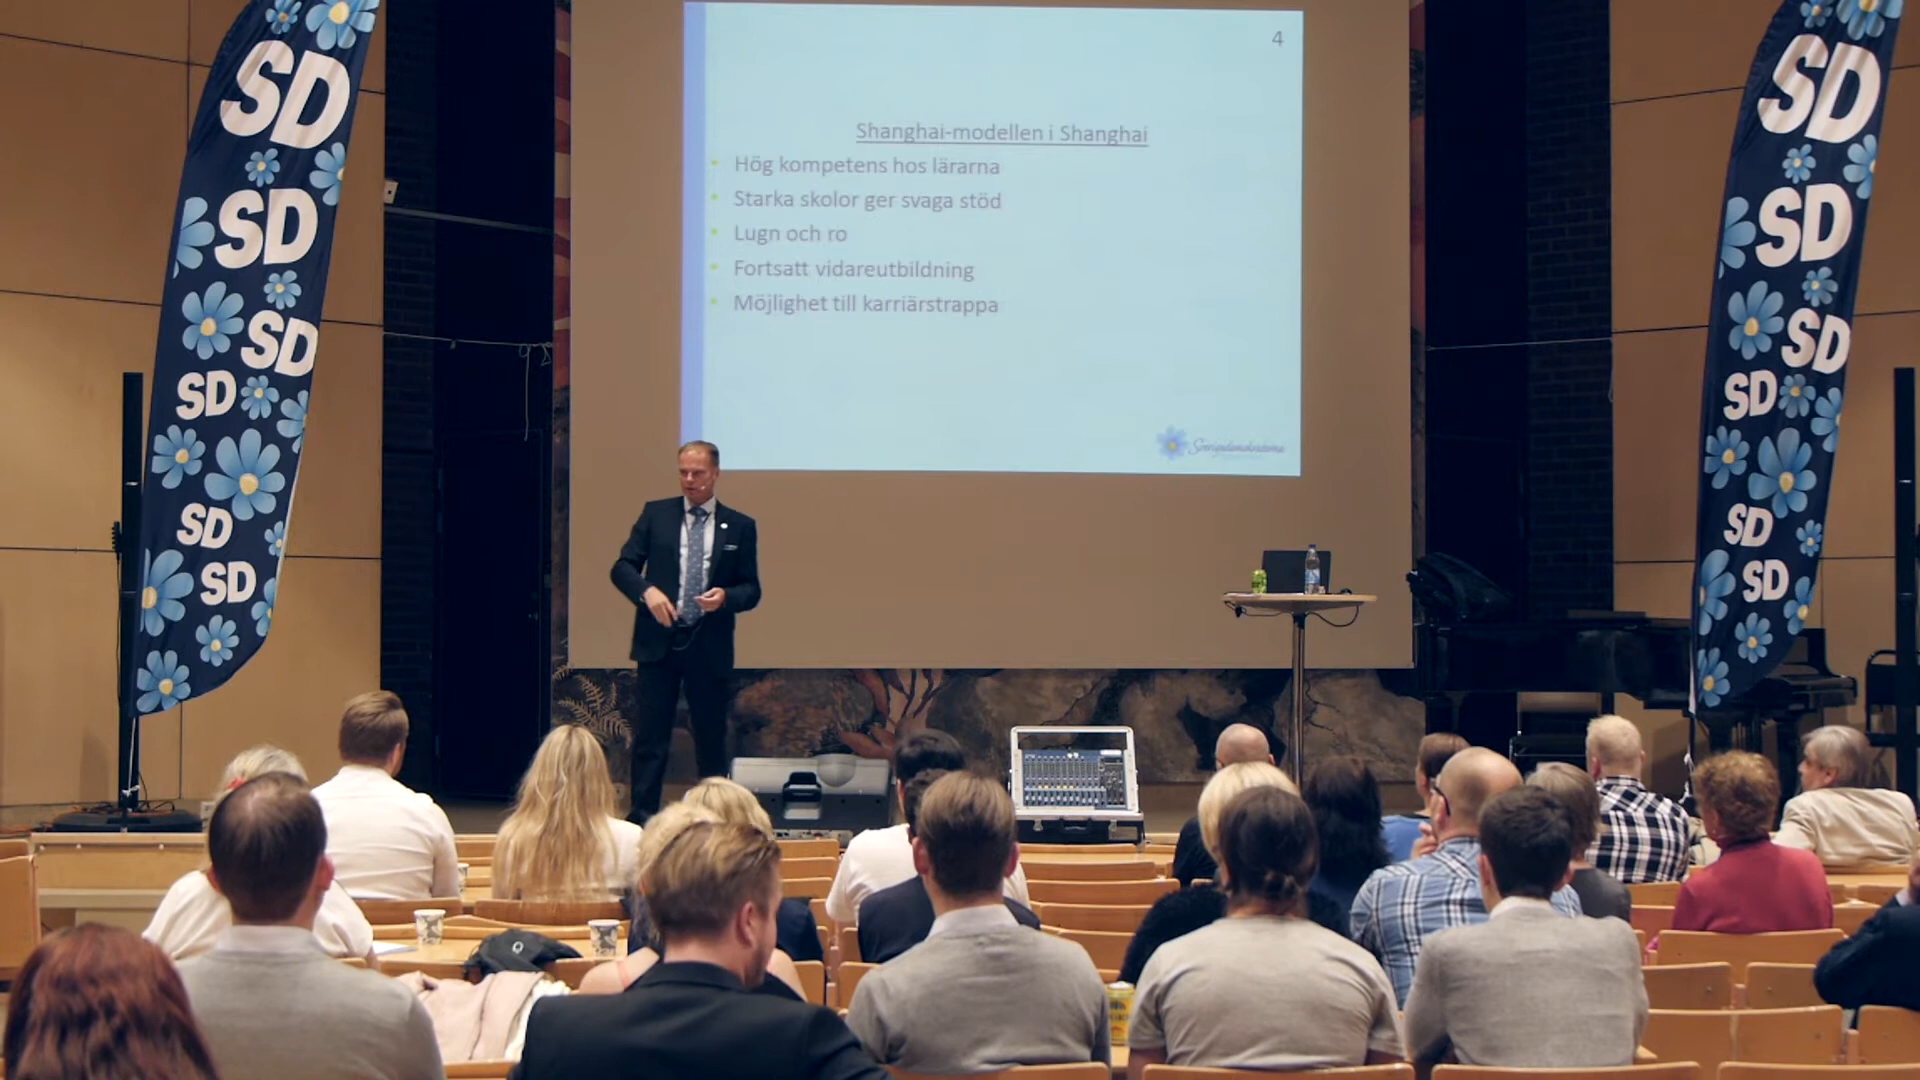 4
Shanghai-modellen i Shanghai
Hög kompetens hos lärarna
Starka skolor ger svaga stöd
Lugn och ro
Fortsatt vidareutbildning
Möjlighet till karriärstrappa
Sverigedemokraterna
SD
SD
SD
SD
SD
SD
SD
SD
SD
SD
SD
SD